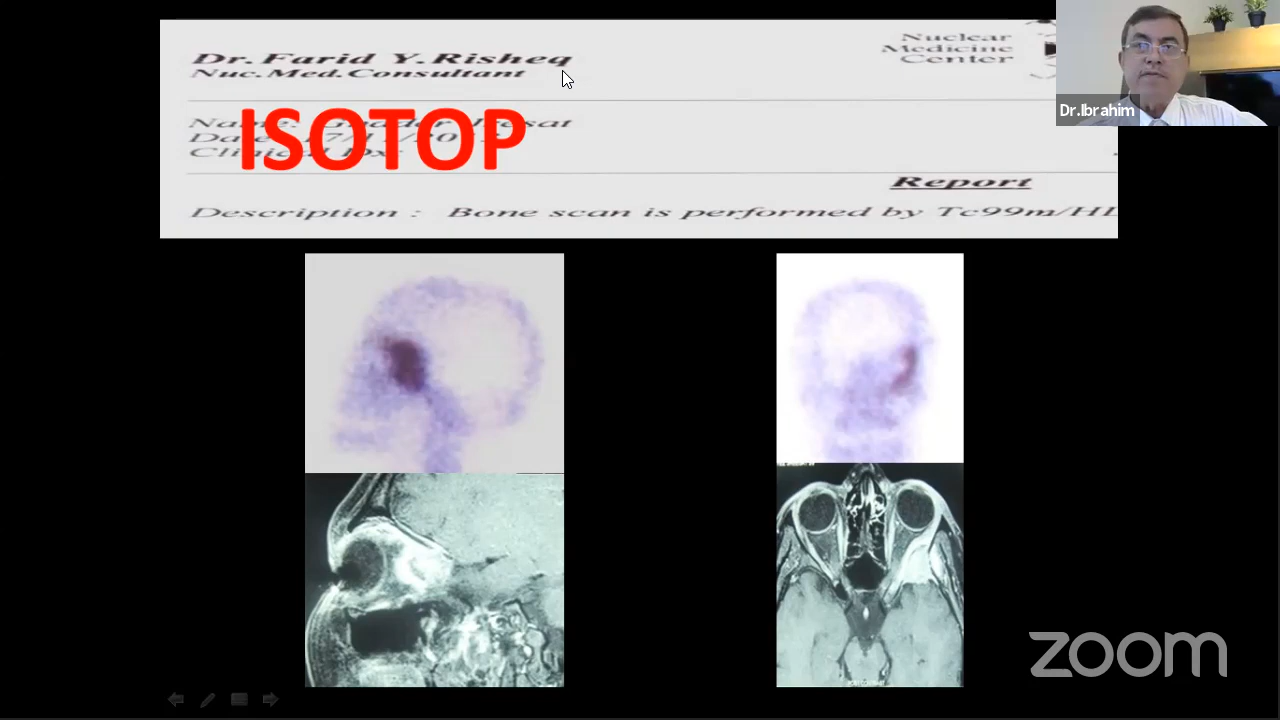 Dr.Farid Y.Risheq
Nuc.Med.Consultant
Nuclear
Medicine
Center
Dr.Ibrahim
ISOTOP
Report
Description : Bone scan is performed by Tc99m/
zoom